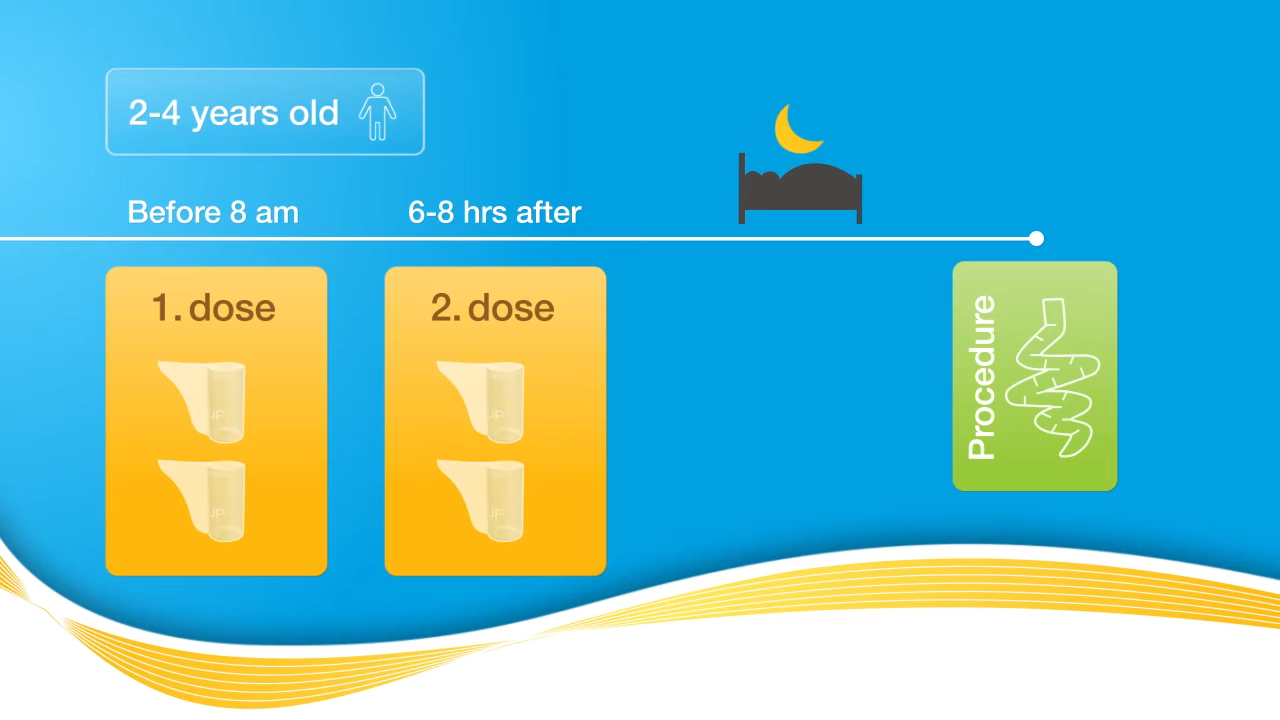 2-4 years old
Before 8 am
6-8 hrs after
1. dose
2. dose
Procedure